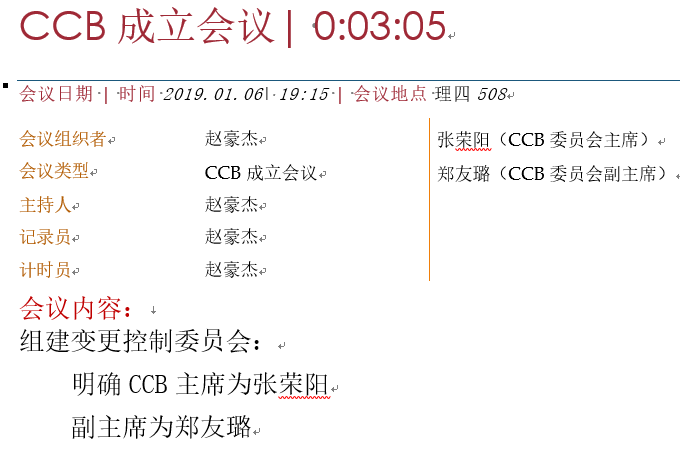 CCB 成立会议| 0:03:05
会议日期 | 时间 2019.01.06| 19:15 | 会议地点 理四 508
会议组织者 赵豪杰 张荣阳（CCB 委员会主席）
会议类型 CCB 成立会议 郑友璐（CCB 委员会副主席）
主持人 赵豪杰
记录员 赵豪杰
计时员 赵豪杰
会议内容：
组建变更控制委员会：
明确 CCB 主席为张荣阳
副主席为郑友璐